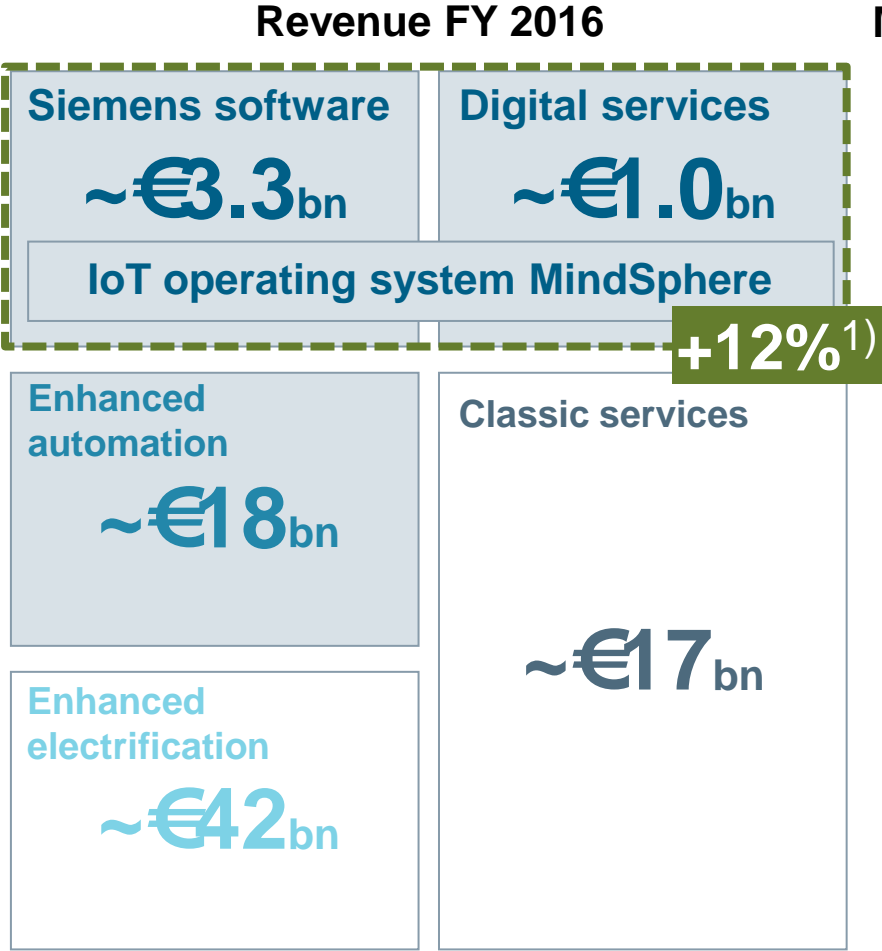 Revenue FY 2016
Siemens software
~€3.3bn
Digital services
~€1.0bn
IoT operating system MindSphere
+12%1)
Enhanced
automation
~€18bn
Classic services
~€17bn
Enhanced
electrification
~€42bn